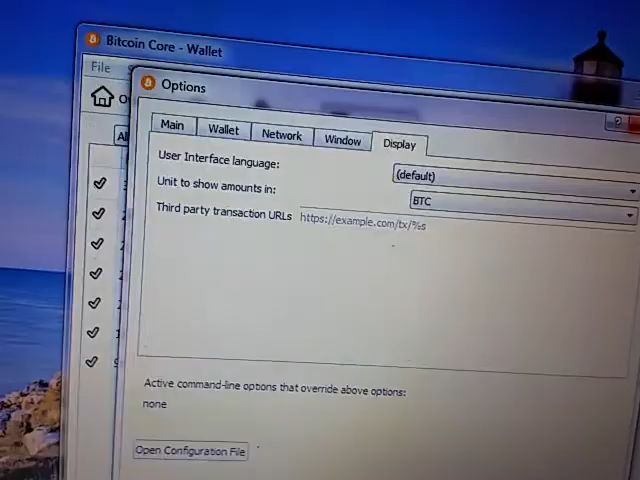 Bitcoin Core - Wallet
File
Options
Main Wallet Network Window Display
User Interface language: (default)
Unit to show amounts in: BTC
Third party transaction URLs https://example.com/tx/%s
Active command-line options that override above options:
none
Open Configuration File